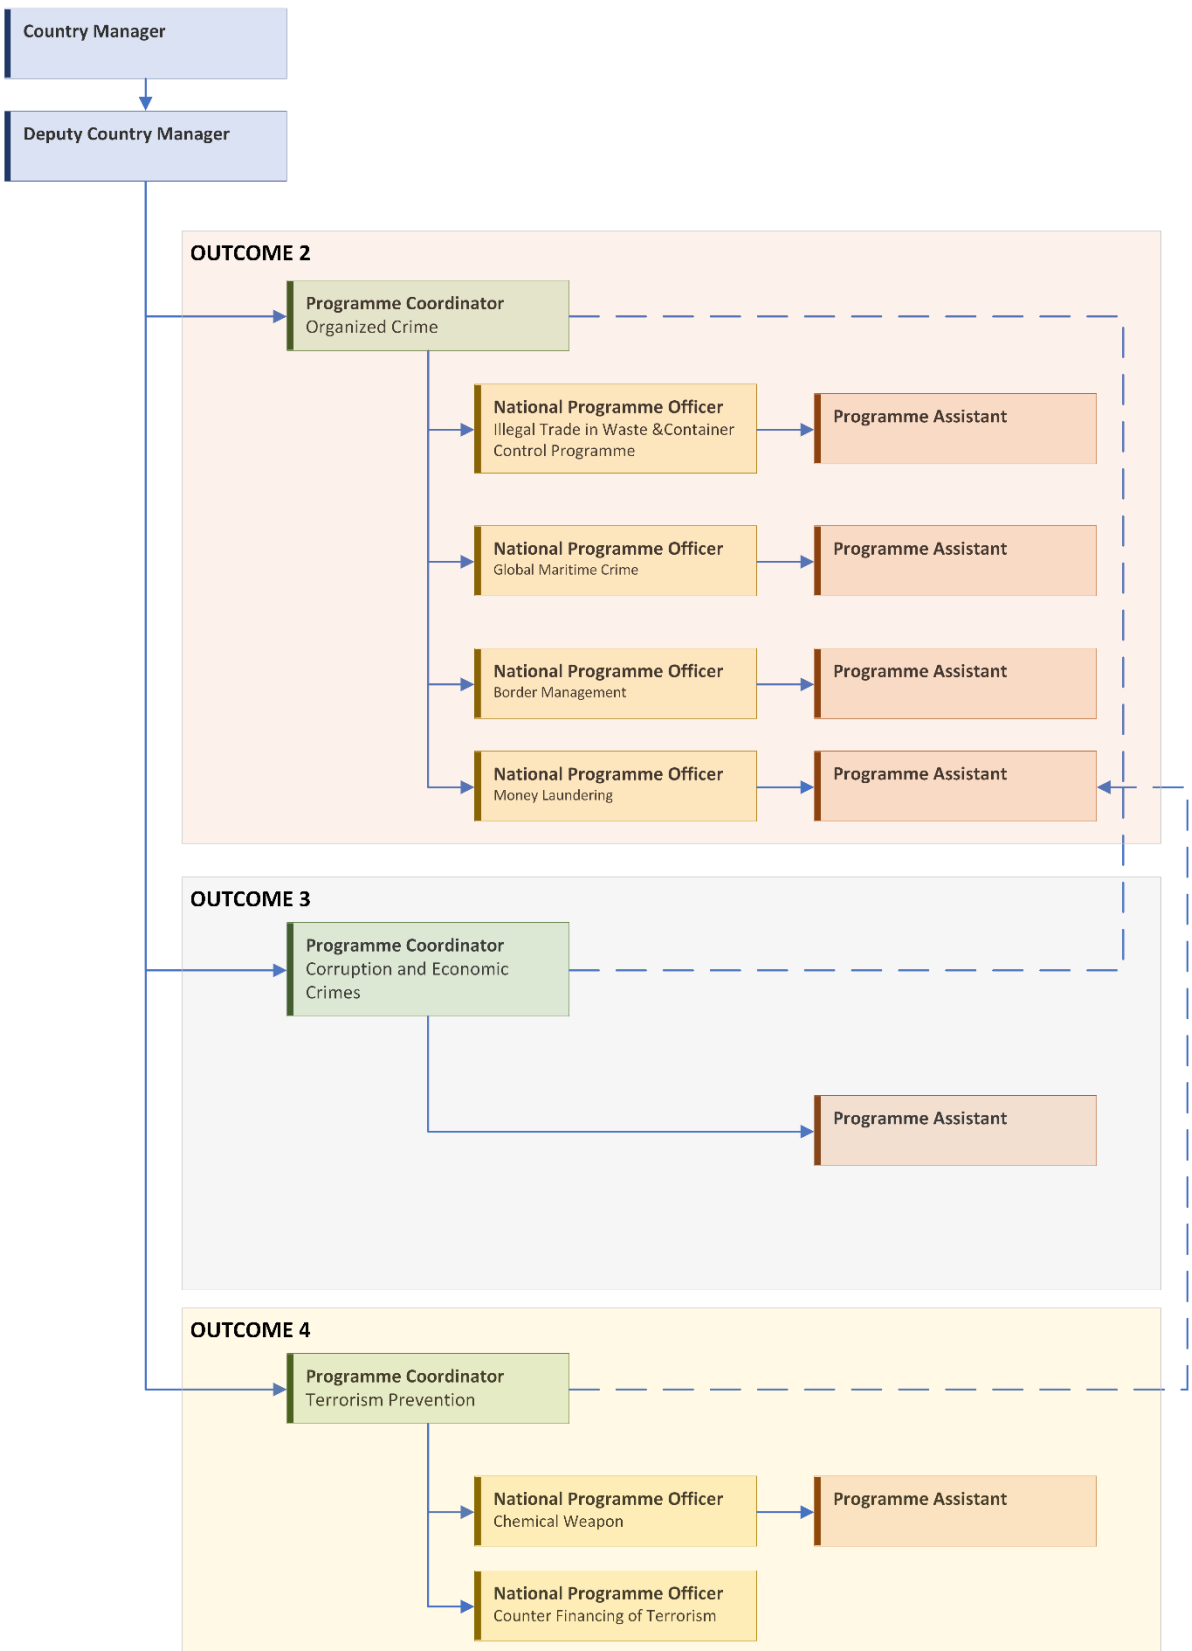 Country Manager
Deputy Country Manager
OUTCOME 2
Programme Coordinator
Organized Crime
National Programme Officer
Illegal Trade in Waste &Container
Control Programme
Programme Assistant
National Programme Officer
Global Maritime Crime
Programme Assistant
National Programme Officer
Border Management
Programme Assistant
National Programme Officer
Money Laundering
Programme Assistant
OUTCOME 3
Programme Coordinator
Corruption and Economic
Crimes
Programme Assistant
OUTCOME 4
Programme Coordinator
Terrorism Prevention
National Programme Officer
Chemical Weapon
Programme Assistant
National Programme Officer
Counter Financing of Terrorism